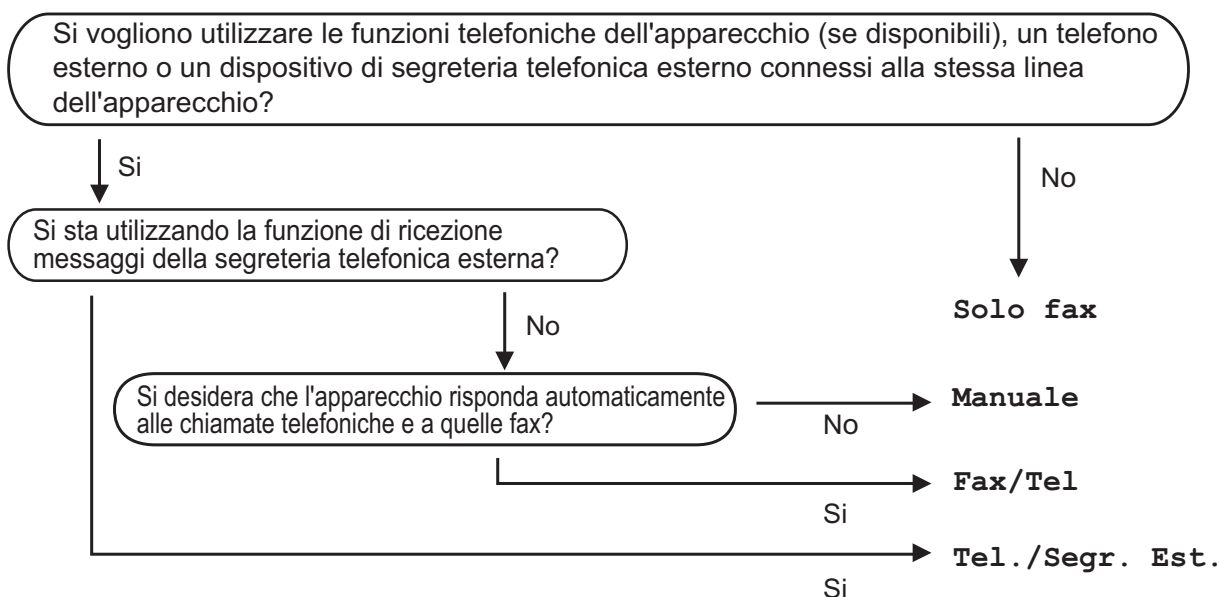 Si vogliono utilizzare le funzioni telefoniche dell'apparecchio (se disponibili), un telefono
esterno o un dispositivo di segreteria telefonica esterno connessi alla stessa linea
dell'apparecchio?
Si
No
Si sta utilizzando la funzione di ricezione
messaggi della segreteria telefonica esterna?
Solo fax
No
Si desidera che l'apparecchio risponda automaticamente
alle chiamate telefoniche e a quelle fax?
No
Manuale
Fax/Tel
Si
Tel./Segr. Est.
Si